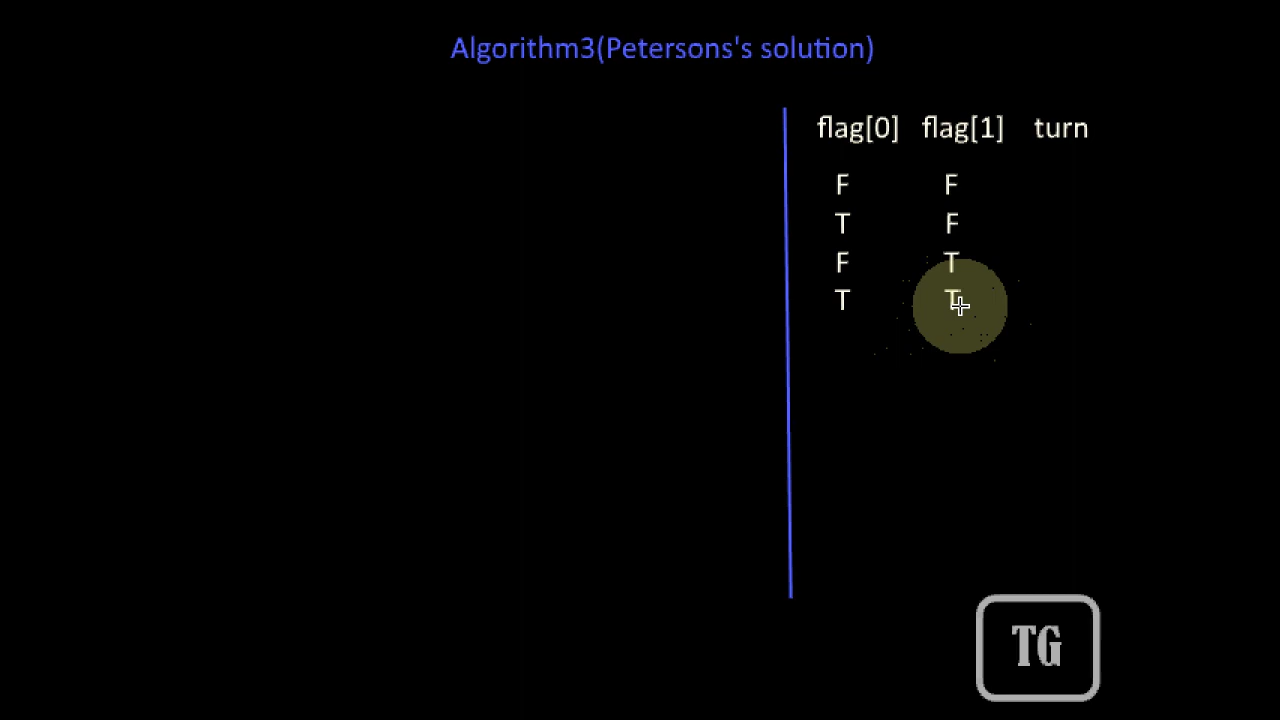 Algorithm3(Petersons's solution)
flag[0] flag[1] turn
F F
T F
F T
T T
TG